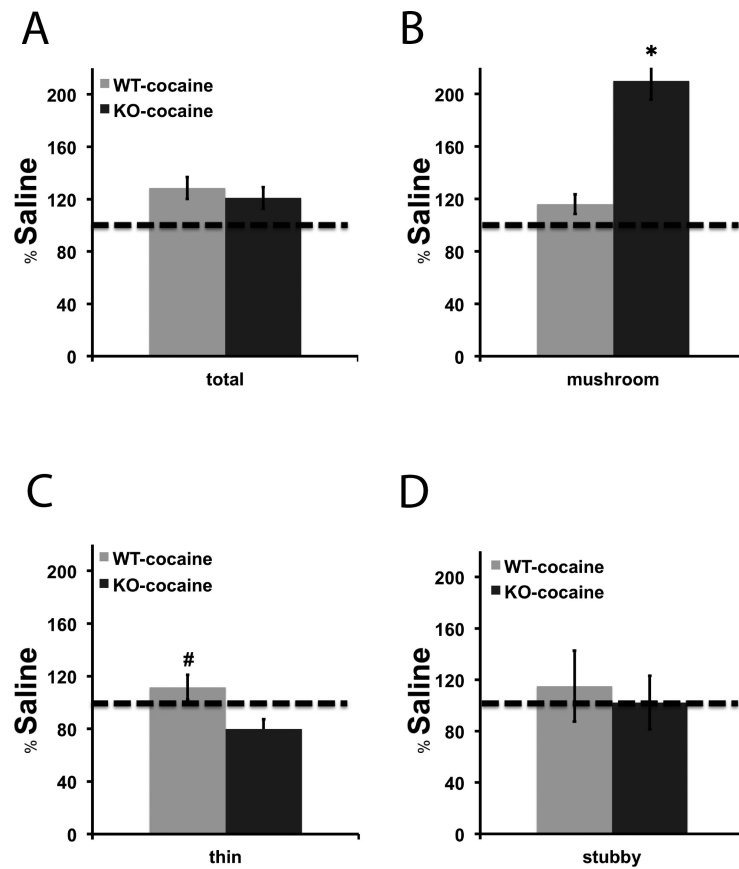 A
WT-cocaine
KO-cocaine
200
160
120
80
40
0
% Saline
total
B
*
200
160
120
80
40
0
% Saline
mushroom
C
WT-cocaine
KO-cocaine
200
160
120
80
40
0
#
% Saline
thin
D
WT-cocaine
KO-cocaine
200
160
120
80
40
0
% Saline
stubby